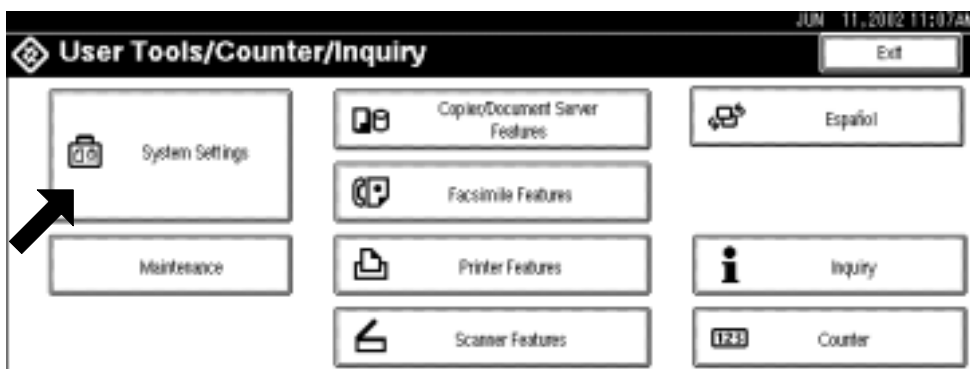 JUN 11,2002 11:07AM
User Tools/Counter/Inquiry
Exit
System Settings
Maintenance
Copier/Document Server
Features
Facsimile Features
Printer Features
Scanner Features
Español
Inquiry
123
Counter